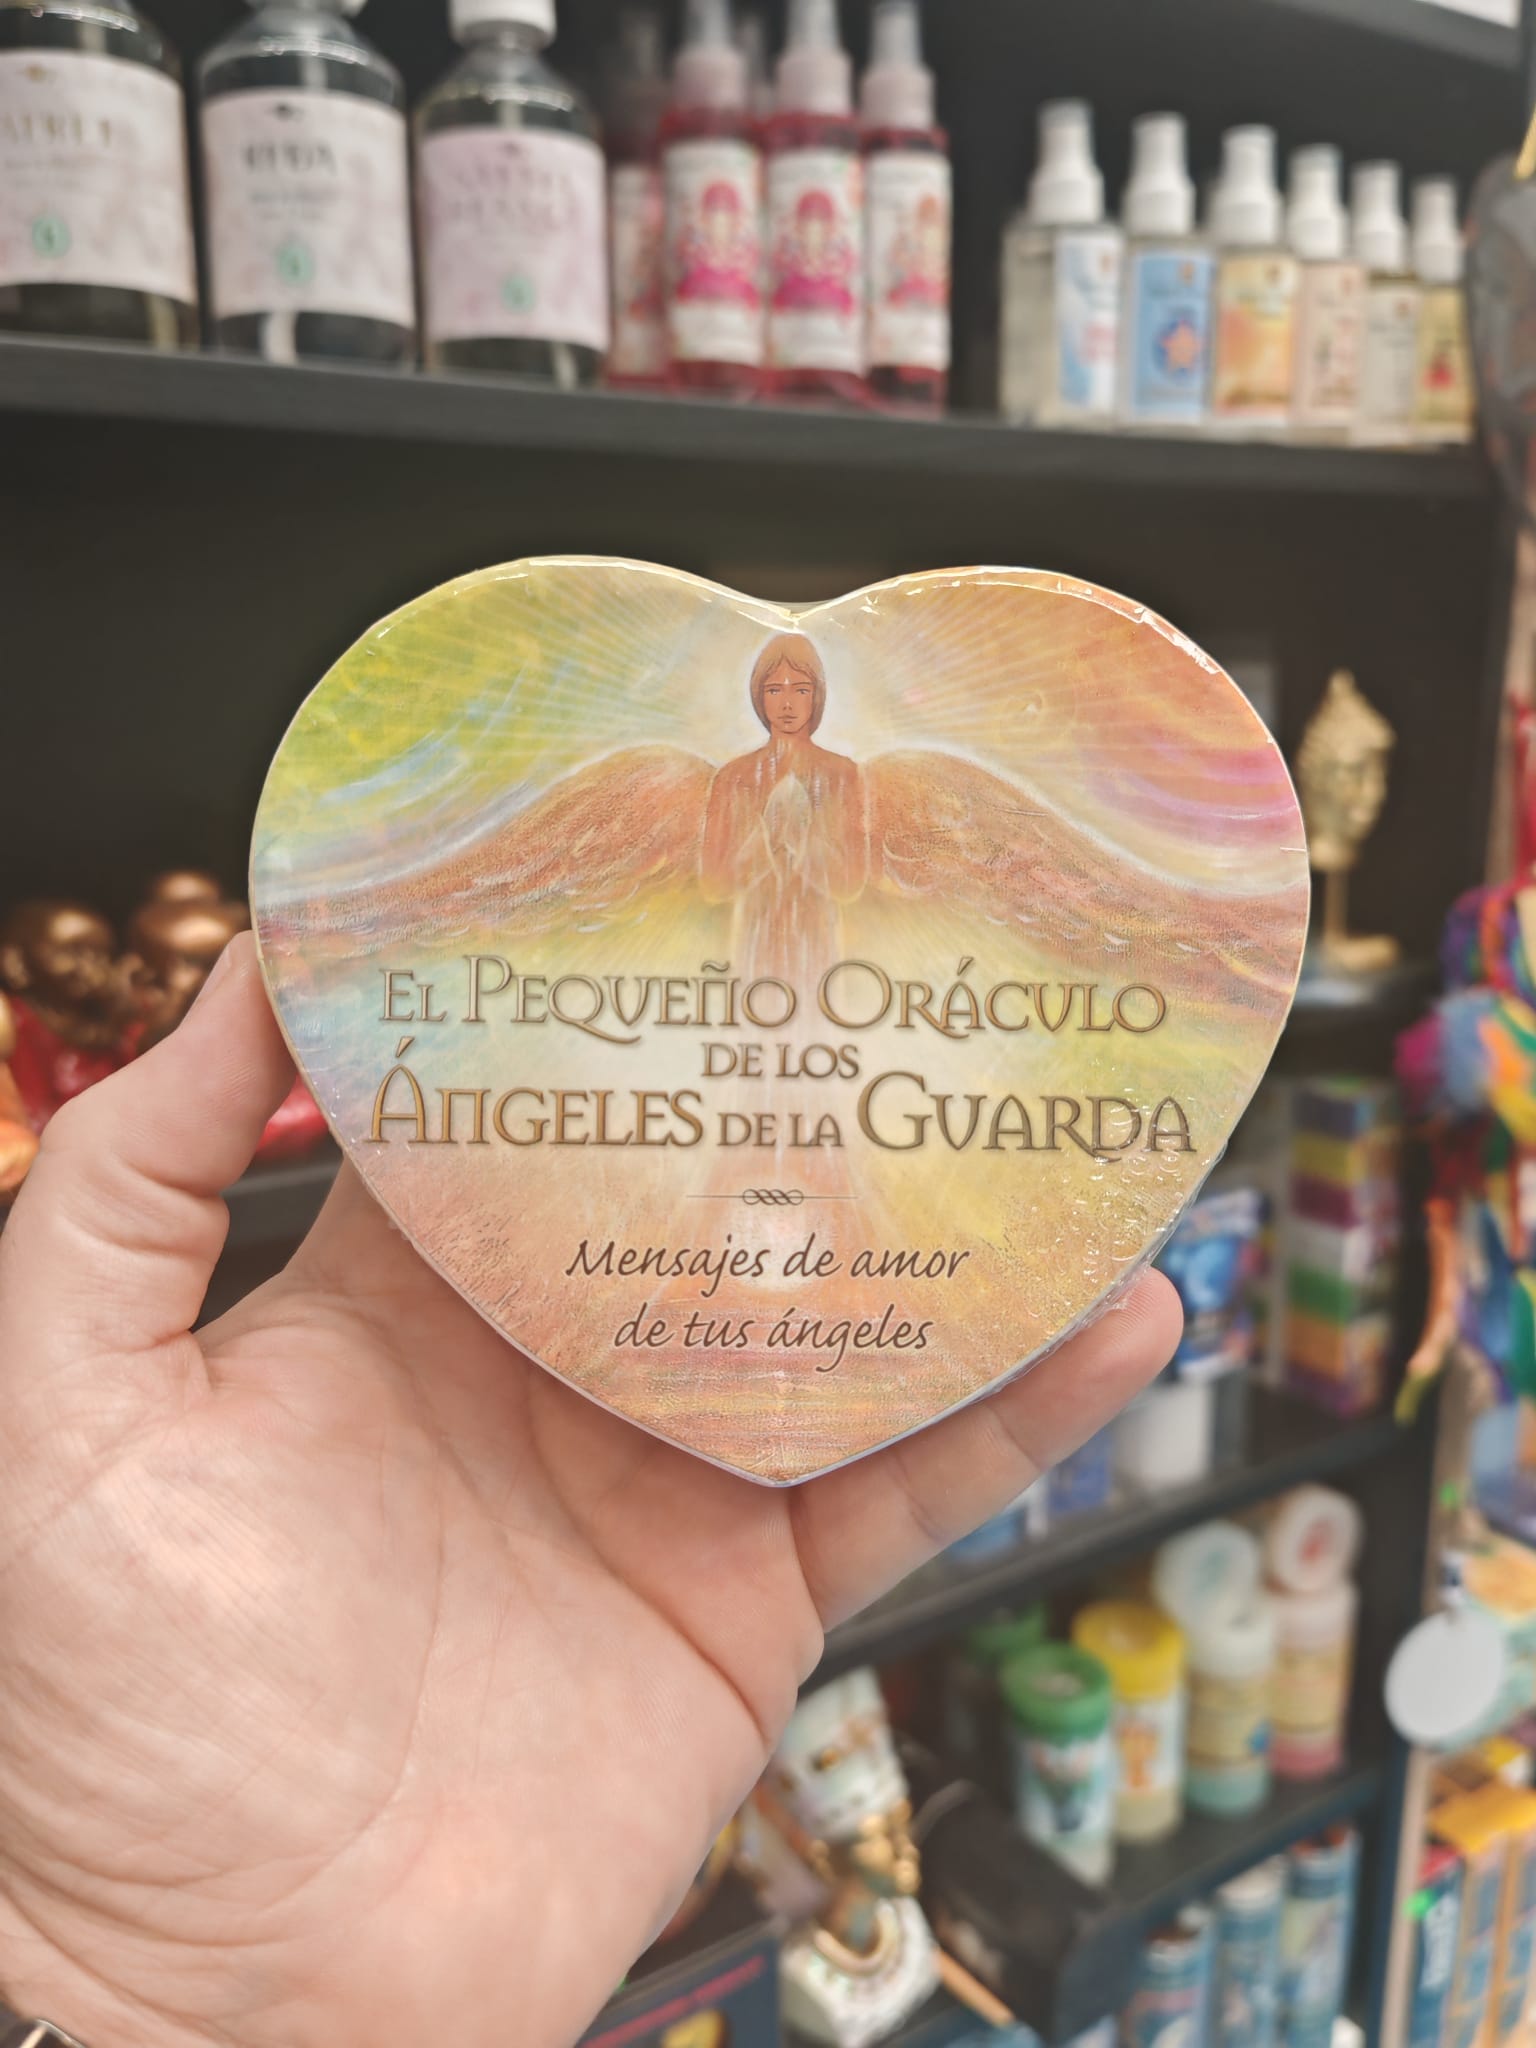 El Pequeño Oráculo
de los
Ángeles de la Guarda
Mensajes de amor
de tus ángeles